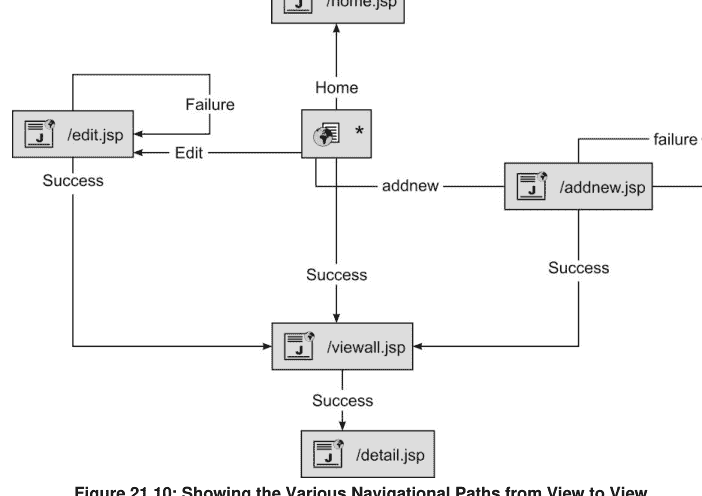 /home.jsp
Home
Failure
*
/edit.jsp
Edit
failure
Success
addnew
/addnew.jsp
Success
Success
/viewall.jsp
Success
/detail.jsp
Figure 21.10: Showing the Various Navigational Paths from View to View